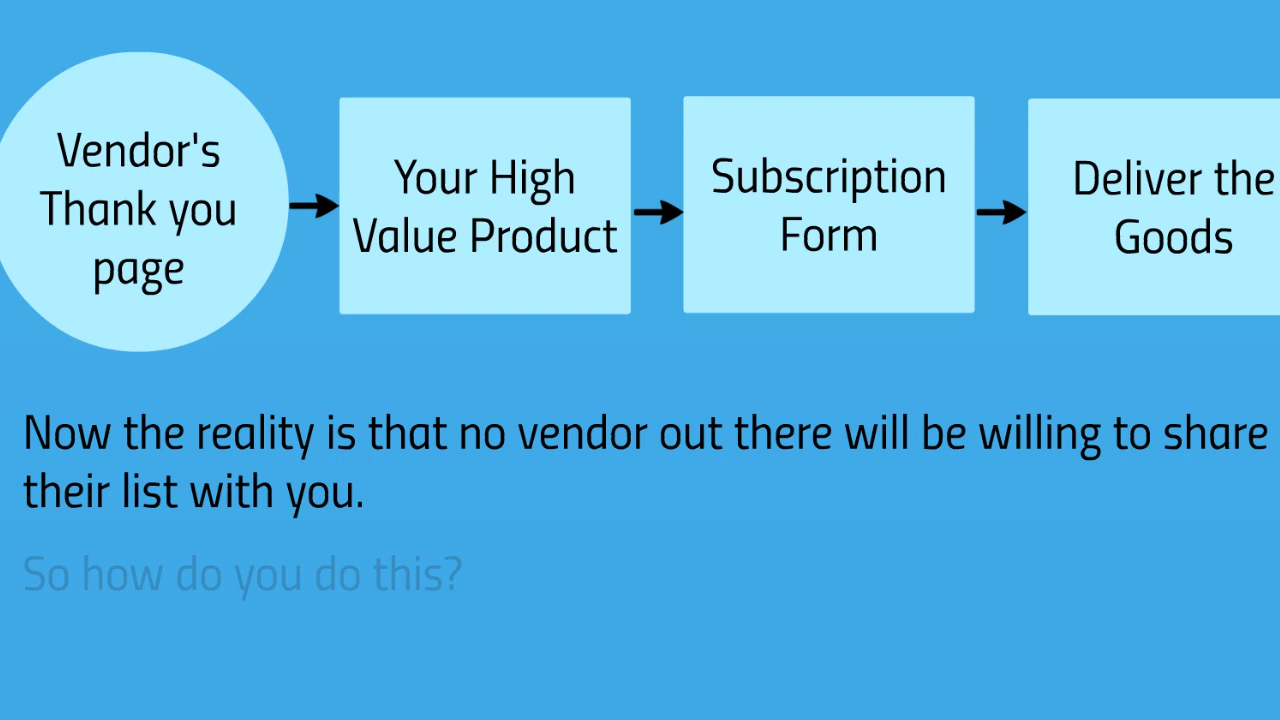 Vendor's
Thank you
page
Your High
Value Product
Subscription
Form
Deliver the
Goods
Now the reality is that no vendor out there will be willing to share
their list with you.
So how do you do this?